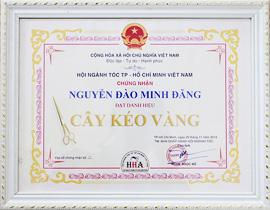 CỘNG HÒA XÃ HỘI CHỦ NGHĨA VIỆT NAM
Độc lập - Tự do - Hạnh phúc
HỘI NGÀNH TÓC TP - HỒ CHÍ MINH VIỆT NAM
CHỨNG NHẬN
NGUYỄN ĐÀO MINH ĐĂNG
ĐẠT DANH HIỆU
CÂY KÉO VÀNG
HHA